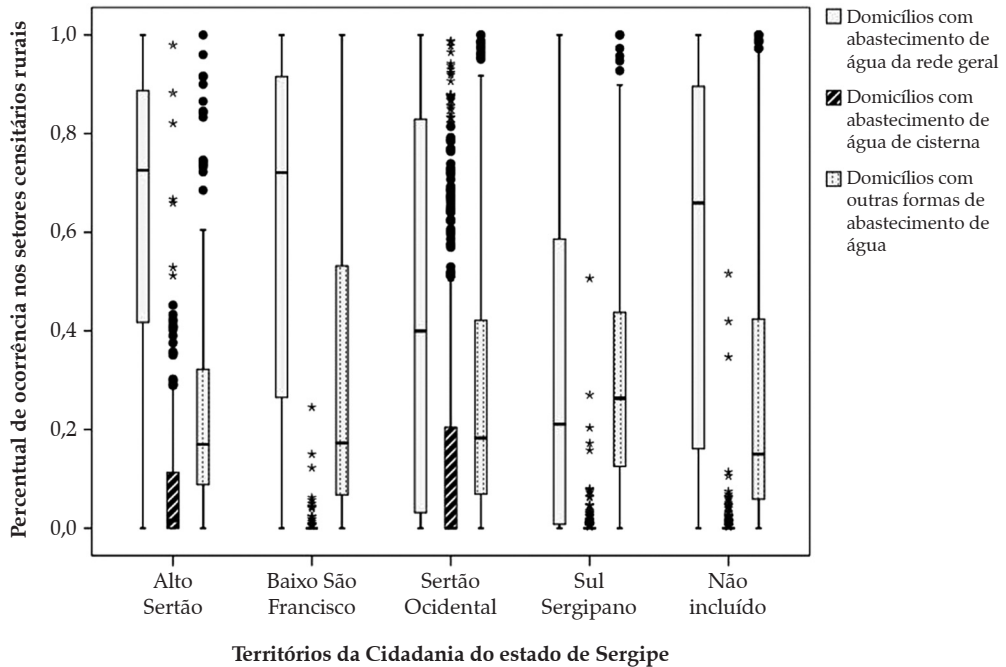 Percentual de ocorrência nos setores censitários rurais
1,0
0,8
0,6
0,4
0,2
0,0
Alto
Sertão
Baixo São
Francisco
Sertão
Ocidental
Sul
Sergipano
Não
incluído
Territórios da Cidadania do estado de Sergipe
Domicílios com
abastecimento de
água da rede geral
Domicílios com
abastecimento de
água de cisterna
Domicílios com
outras formas de
abastecimento de
água